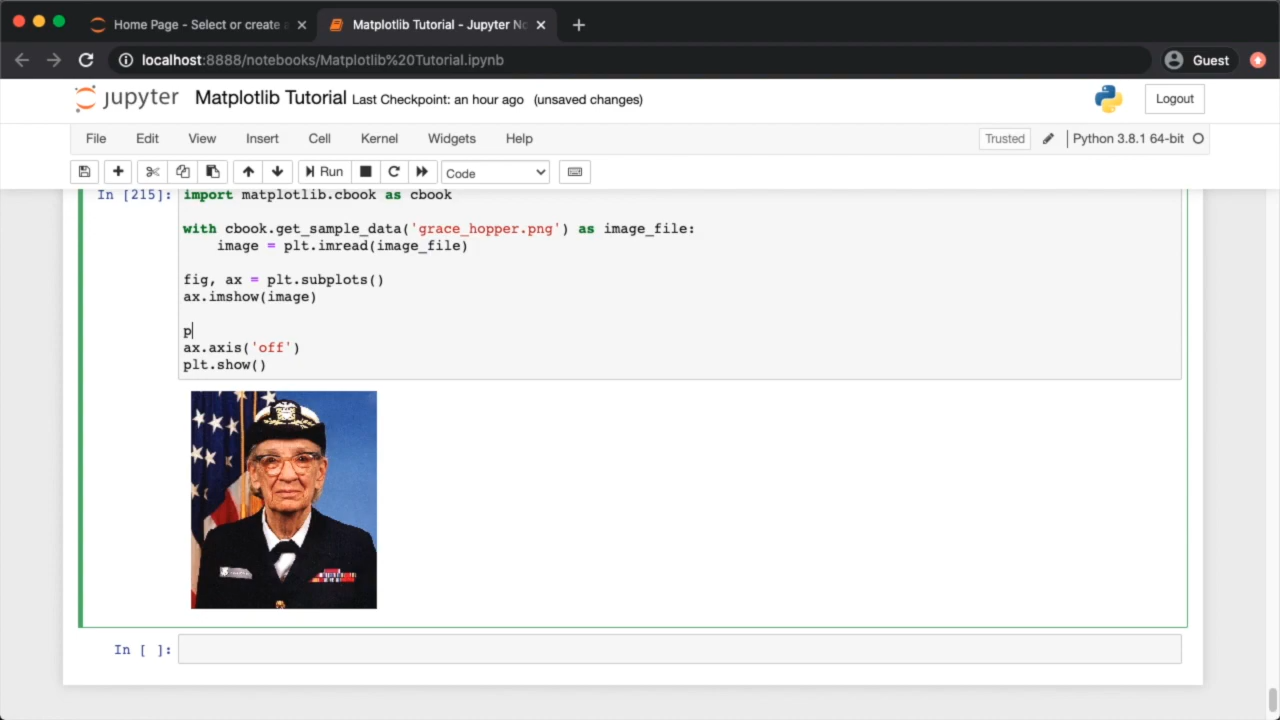 Home Page - Select or create a
Matplotlib Tutorial - Jupyter No
localhost:8888/notebooks/Matplotlib%20Tutorial.ipynb
Guest
jupyter Matplotlib Tutorial Last Checkpoint: an hour ago (unsaved changes)
Logout
File Edit View Insert Cell Kernel Widgets Help
Trusted
Python 3.8.1 64-bit
Run
Code
In [215]: import matplotlib.cbook as cbook
with cbook.get_sample_data('grace_hopper.png') as image_file:
image = plt.imread(image_file)
fig, ax = plt.subplots()
ax.imshow(image)
p
ax.axis('off')
plt.show()
In [ ]: